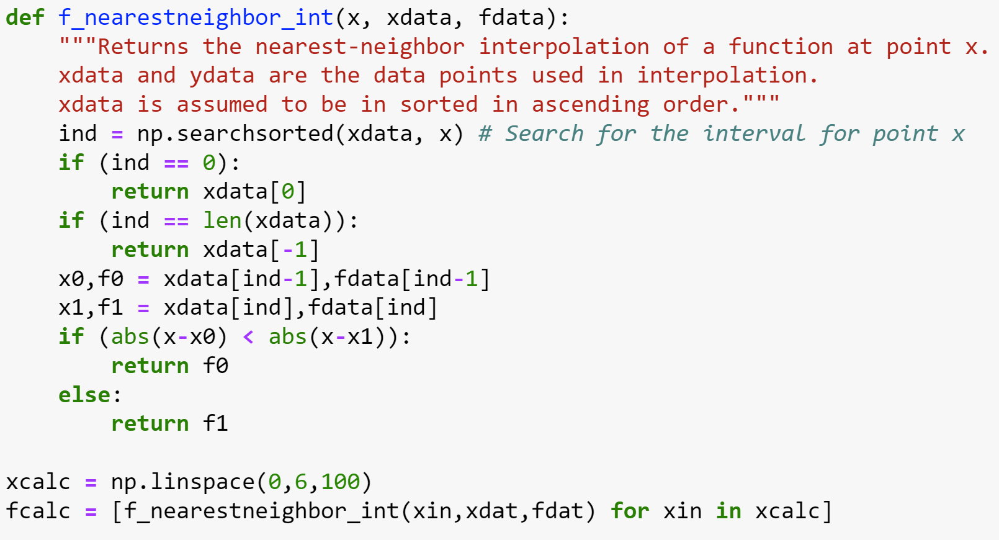 def f_nearestneighbor_int(x, xdata, fdata):
    """Returns the nearest-neighbor interpolation of a function at point x.
    xdata and ydata are the data points used in interpolation.
    xdata is assumed to be in sorted in ascending order."""
    ind = np.searchsorted(xdata, x) # Search for the interval for point x
    if (ind == 0):
        return xdata[0]
    if (ind == len(xdata)):
        return xdata[-1]
    x0,f0 = xdata[ind-1],fdata[ind-1]
    x1,f1 = xdata[ind],fdata[ind]
    if (abs(x-x0) < abs(x-x1)):
        return f0
    else:
        return f1

xcalc = np.linspace(0,6,100)
fcalc = [f_nearestneighbor_int(xin,xdat,fdat) for xin in xcalc]